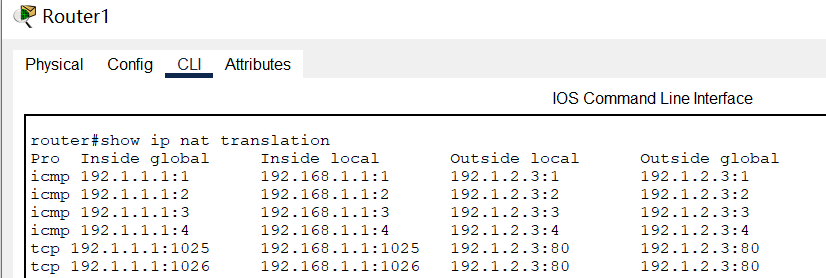 Router1
Physical Config CLI Attributes
IOS Command Line Interface
router#show ip nat translation
Pro  Inside global     Inside local       Outside local      Outside global
icmp 192.1.1.1:1       192.168.1.1:1      192.1.2.3:1        192.1.2.3:1
icmp 192.1.1.1:2       192.168.1.1:2      192.1.2.3:2        192.1.2.3:2
icmp 192.1.1.1:3       192.168.1.1:3      192.1.2.3:3        192.1.2.3:3
icmp 192.1.1.1:4       192.168.1.1:4      192.1.2.3:4        192.1.2.3:4
tcp 192.1.1.1:1025     192.168.1.1:1025   192.1.2.3:80       192.1.2.3:80
tcp 192.1.1.1:1026     192.168.1.1:1026   192.1.2.3:80       192.1.2.3:80